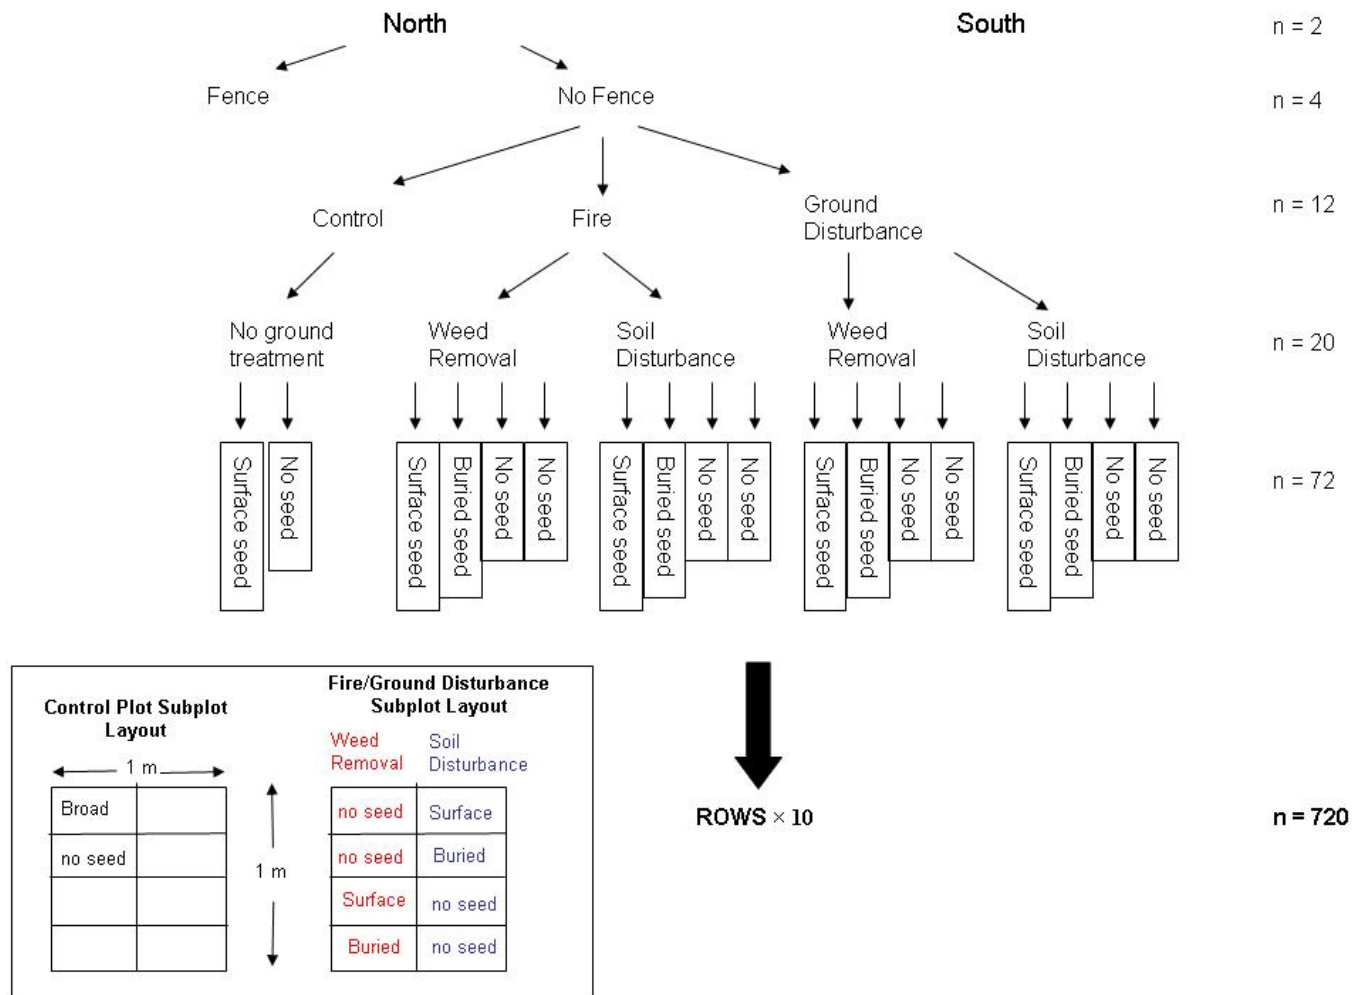 North
South
n = 2
Fence
No Fence
n = 4
Control
Fire
Ground
Disturbance
n = 12
No ground
treatment
Weed
Removal
Soil
Disturbance
Weed
Removal
Soil
Disturbance
n = 20
Surface seed
No seed
Surface seed
Buried seed
No seed
No seed
Surface seed
Buried seed
No seed
No seed
Surface seed
Buried seed
No seed
No seed
Surface seed
Buried seed
No seed
No seed
n = 72
ROWS × 10
n = 720
Control Plot Subplot
Layout
1 m
Broad
no seed
1 m
Fire/Ground Disturbance
Subplot Layout
Weed
Removal
Soil
Disturbance
no seed
Surface
no seed
Buried
Surface
no seed
Buried
no seed